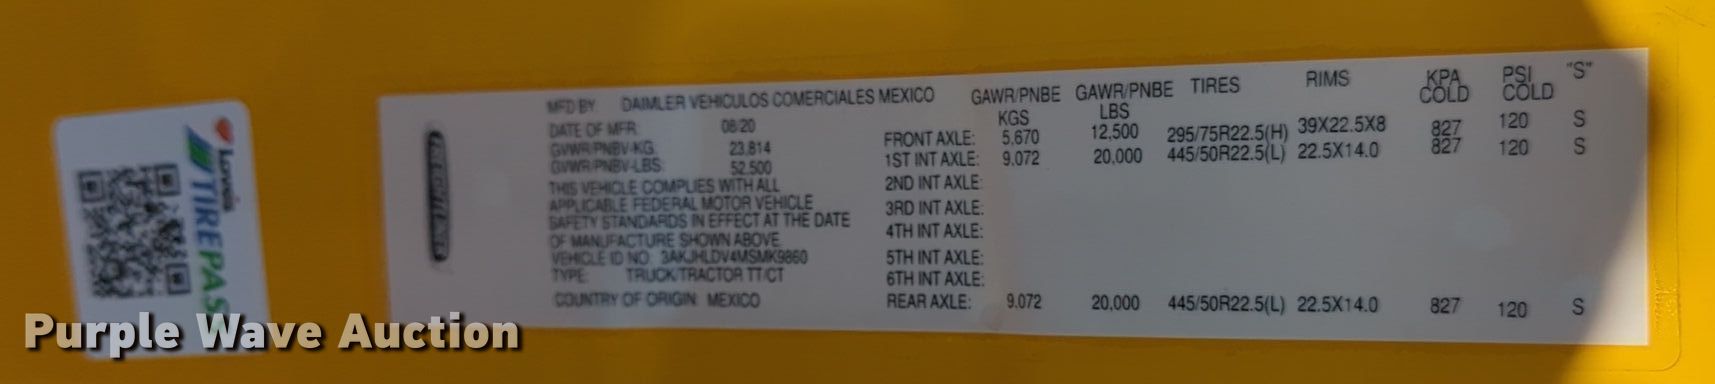 Love's
TIREPASS
FREIGHTLINER
MFD BY: DAIMLER VEHICULOS COMERCIALES MEXICO
DATE OF MFR: 08/20
GVWR/PNBV-KG: 23,814
GVWR/PNBV-LBS: 52,500
THIS VEHICLE COMPLIES WITH ALL
APPLICABLE FEDERAL MOTOR VEHICLE
SAFETY STANDARDS IN EFFECT AT THE DATE
OF MANUFACTURE SHOWN ABOVE
VEHICLE ID NO: 3AKJHLDV4MSMK9860
TYPE: TRUCK/TRACTOR TT/CT
COUNTRY OF ORIGIN: MEXICO
GAWR/PNBE KGS GAWR/PNBE LBS TIRES RIMS KPA COLD PSI COLD "S"
FRONT AXLE: 5,670 12,500 295/75R22.5(H) 39X22.5X8 827 120 S
1ST INT AXLE: 9,072 20,000 445/50R22.5(L) 22.5X14.0 827 120 S
2ND INT AXLE:
3RD INT AXLE:
4TH INT AXLE:
5TH INT AXLE:
6TH INT AXLE:
REAR AXLE: 9,072 20,000 445/50R22.5(L) 22.5X14.0 827 120 S
Purple Wave Auction